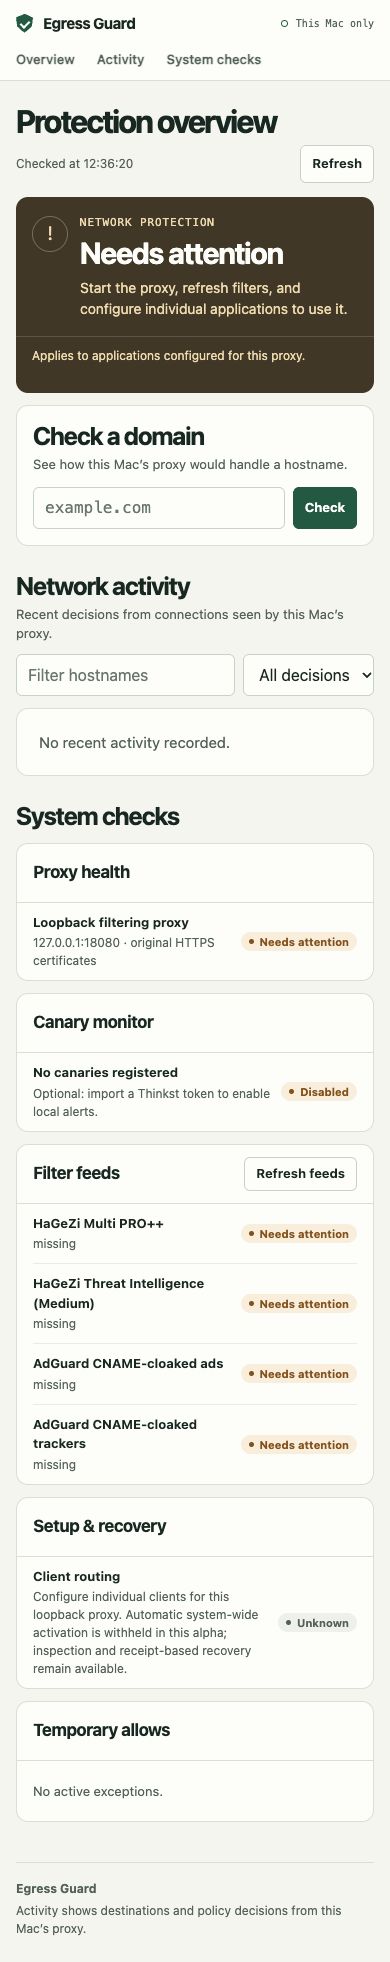 Egress Guard
This Mac only
Overview Activity System checks
Protection overview
Checked at 12:36:20
Refresh
!
NETWORK PROTECTION
Needs attention
Start the proxy, refresh filters, and
configure individual applications to use it.
Applies to applications configured for this proxy.
Check a domain
See how this Mac's proxy would handle a hostname.
example.com
Check
Network activity
Recent decisions from connections seen by this Mac's
proxy.
Filter hostnames
All decisions
No recent activity recorded.
System checks
Proxy health
Loopback filtering proxy
127.0.0.1:18080 · original HTTPS
certificates
Needs attention
Canary monitor
No canaries registered
Optional: import a Thinkst token to enable
local alerts.
Disabled
Filter feeds
Refresh feeds
HaGeZi Multi PRO++
missing
Needs attention
HaGeZi Threat Intelligence
(Medium)
missing
Needs attention
AdGuard CNAME-cloaked ads
missing
Needs attention
AdGuard CNAME-cloaked
trackers
missing
Needs attention
Setup & recovery
Client routing
Configure individual clients for this
loopback proxy. Automatic system-wide
activation is withheld in this alpha;
inspection and receipt-based recovery
remain available.
Unknown
Temporary allows
No active exceptions.
Egress Guard
Activity shows destinations and policy decisions from this
Mac's proxy.